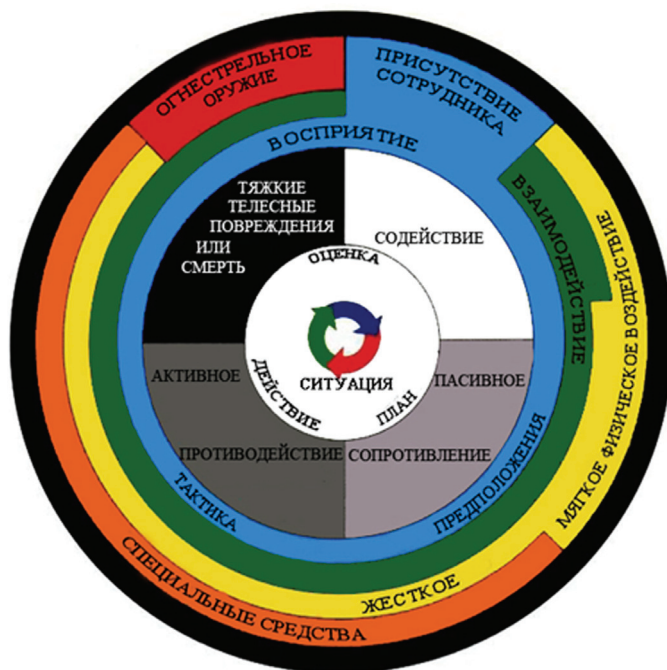 ОГНЕСТРЕЛЬНОЕ
ОРУЖИЕ
ПРИСУТСТВИЕ
СОТРУДНИКА
ВОСПРИЯТИЕ
ВЗАИМОДЕЙСТВИЕ
МЯГКОЕ ФИЗИЧЕСКОЕ ВОЗДЕЙСТВИЕ
ТЯЖКИЕ
ТЕЛЕСНЫЕ
ПОВРЕЖДЕНИЯ
ИЛИ
СМЕРТЬ
СОДЕЙСТВИЕ
ОЦЕНКА
СИТУАЦИЯ
ДЕЙСТВИЕ
ПЛАН
АКТИВНОЕ
ПРОТИВОДЕЙСТВИЕ
ПАСИВНОЕ
СОПРОТИВЛЕНИЕ
ТАКТИКА
ПРЕДПОЛОЖЕНИЯ
ЖЕСТКОЕ
СПЕЦИАЛЬНЫЕ СРЕДСТВА